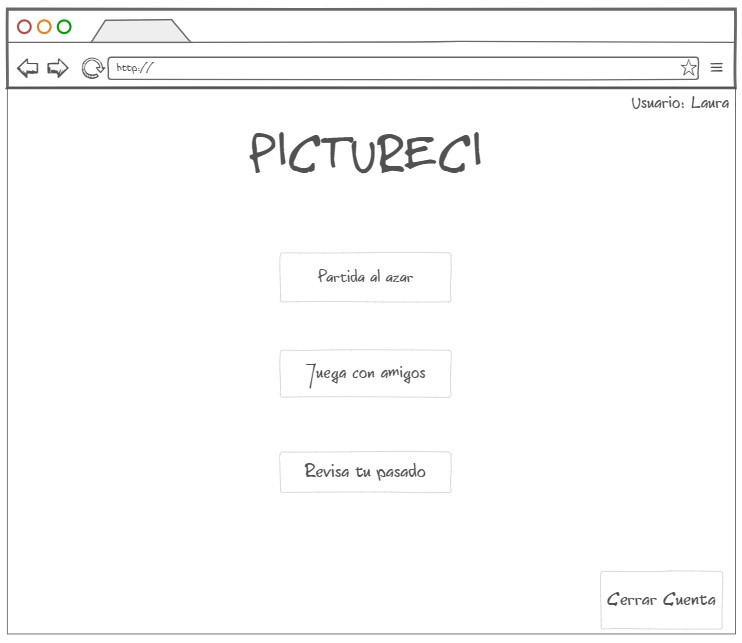 http://
Usuario: Laura
PICTURECI
Partida al azar
Juega con amigos
Revisa tu pasado
Cerrar Cuenta